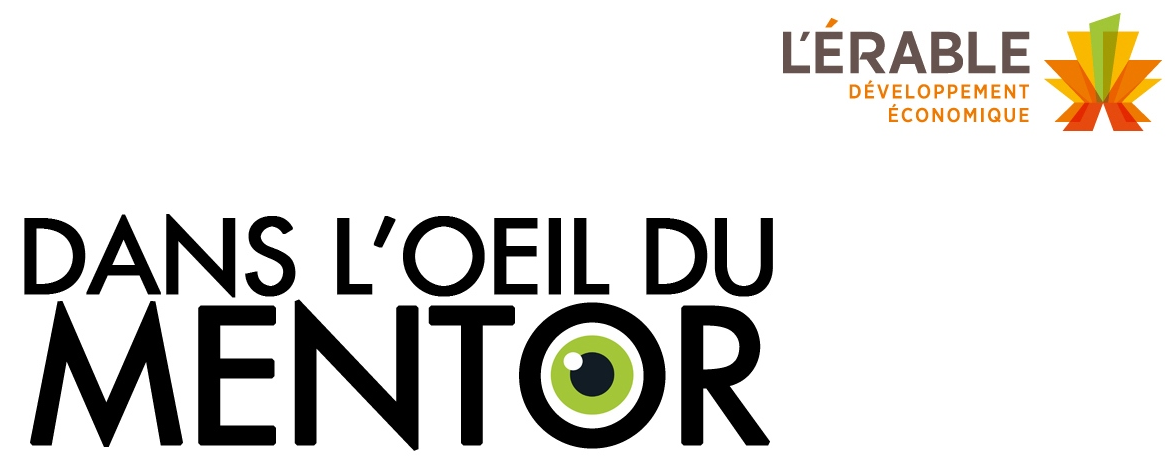 L'ÉRABLE
DÉVELOPPEMENT
ÉCONOMIQUE
DANS L'OEIL DU
MENTOR